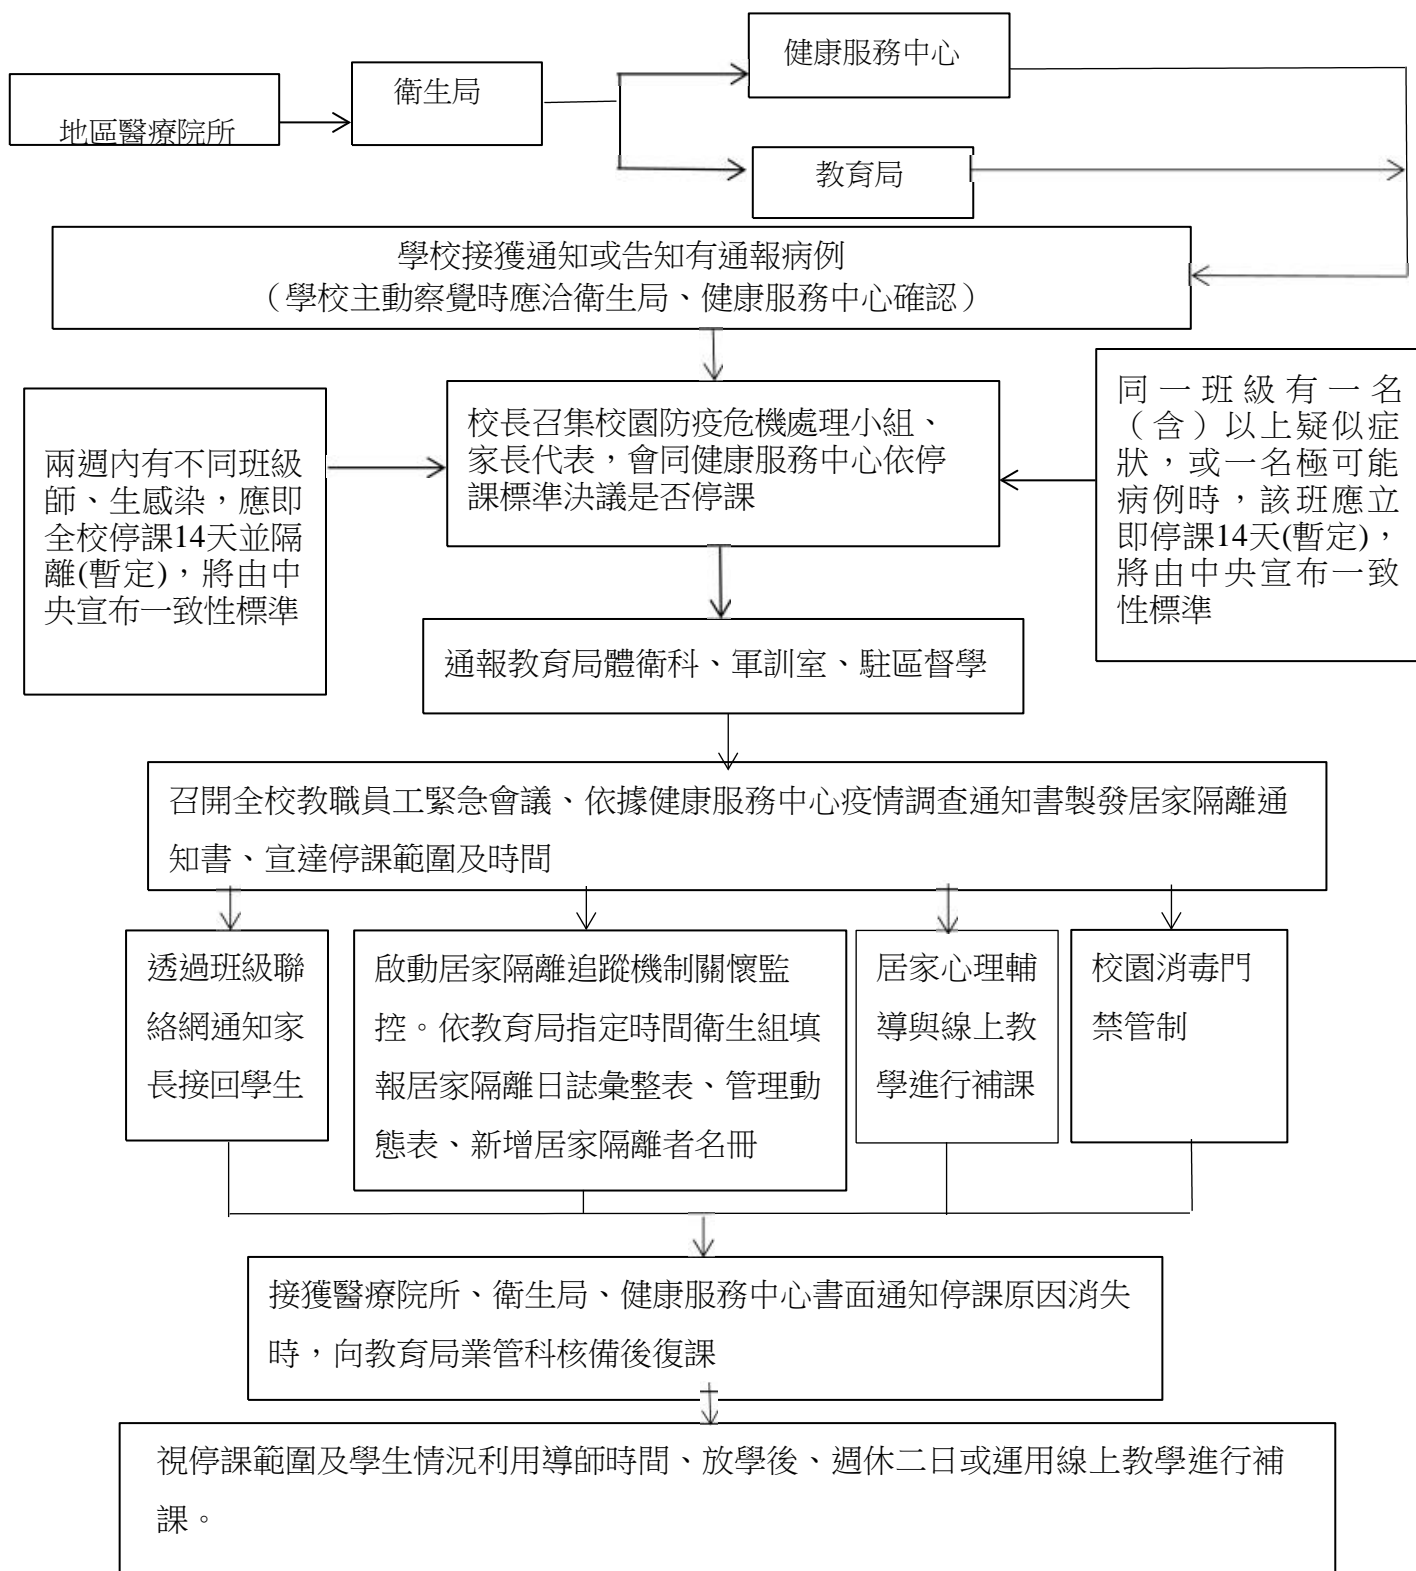 健康服務中心
衛生局
地區醫療院所
教育局
學校接獲通知或告知有通報病例
（學校主動察覺時應洽衛生局、健康服務中心確認）
兩週內有不同班級
師、生感染，應即
全校停課14天並隔
離(暫定)，將由中
央宣布一致性標準
校長召集校園防疫危機處理小組、
家長代表，會同健康服務中心依停
課標準決議是否停課
同一班級有一名
（含）以上疑似症
狀，或一名極可能
病例時，該班應立
即停課14天(暫定)，
將由中央宣布一致
性標準
通報教育局體衛科、軍訓室、駐區督學
召開全校教職員工緊急會議、依據健康服務中心疫情調查通知書製發居家隔離通
知書、宣達停課範圍及時間
透過班級聯
絡網通知家
長接回學生
啟動居家隔離追蹤機制關懷監
控。依教育局指定時間衛生組填
報居家隔離日誌彙整表、管理動
態表、新增居家隔離者名冊
居家心理輔
導與線上教
學進行補課
校園消毒門
禁管制
接獲醫療院所、衛生局、健康服務中心書面通知停課原因消失
時，向教育局業管科核備後復課
視停課範圍及學生情況利用導師時間、放學後、週休二日或運用線上教學進行補
課。